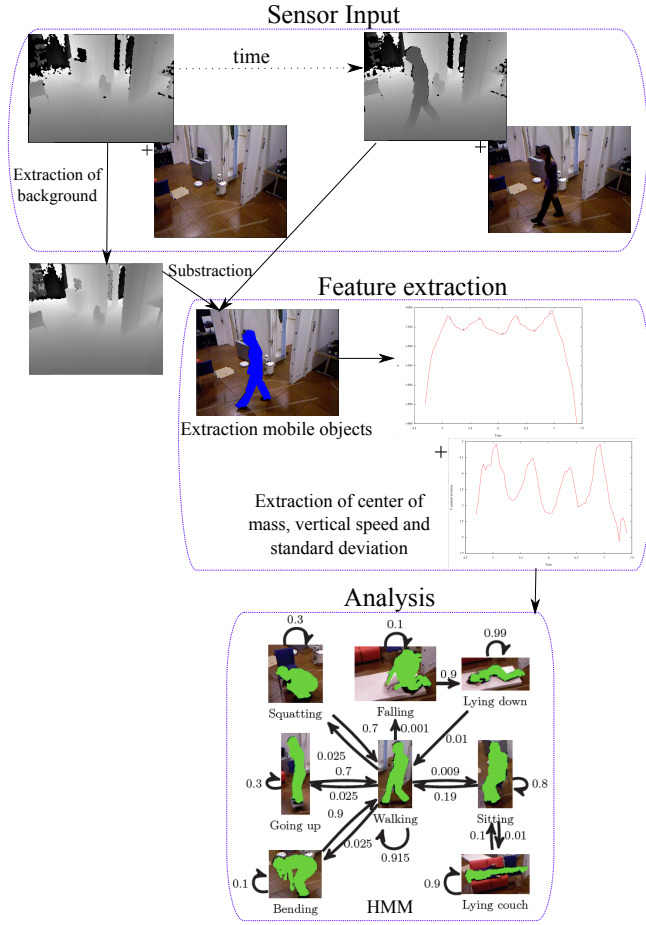 Sensor Input
time
+
+
Extraction of
background
Substraction
Feature extraction
Extraction mobile objects
+
Time
Time
Extraction of center of
mass, vertical speed and
standard deviation
Analysis
0.3
0.1
0.99
0.9
Squatting
Falling
Lying down
0.7
0.001
0.025
0.01
0.3
0.7
0.025
0.009
0.19
0.8
Going up
Walking
Sitting
0.9
0.025
0.915
0.1
0.01
0.1
0.9
Bending
HMM
Lying couch